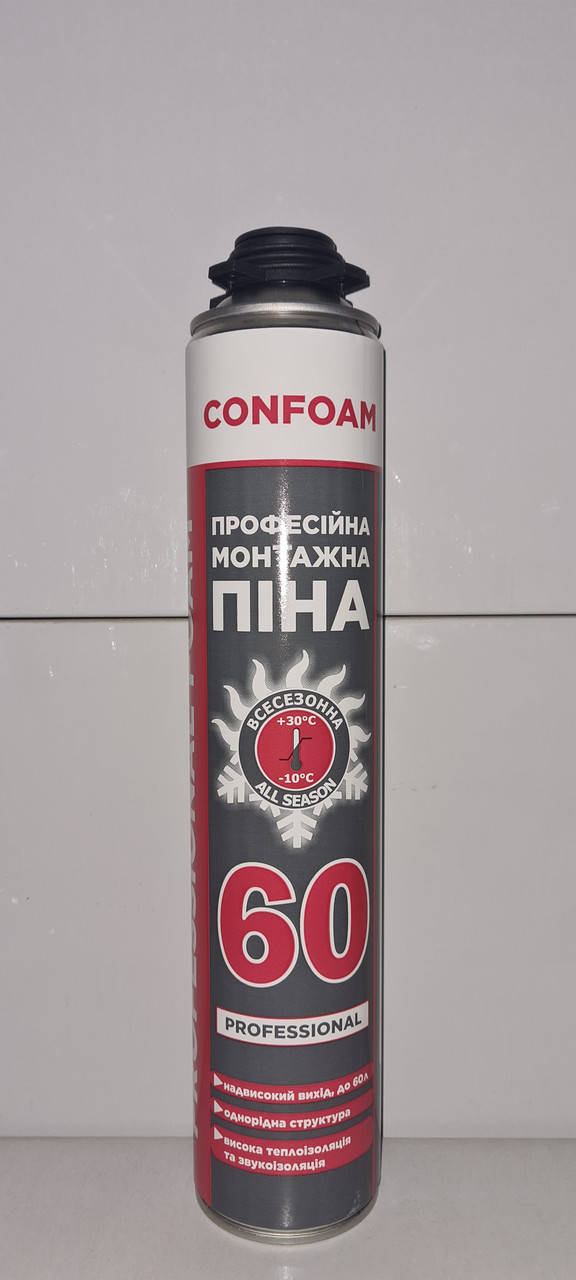 CONFOAM
ПРОФЕСІЙНА
МОНТАЖНА
ПІНА
ВСЕСЕЗОННА
+30°C
-10°C
ALL SEASON
60
PROFESSIONAL
надвисокий вихід, до 60л
однорідна структура
висока теплоізоляція
та звукоізоляція